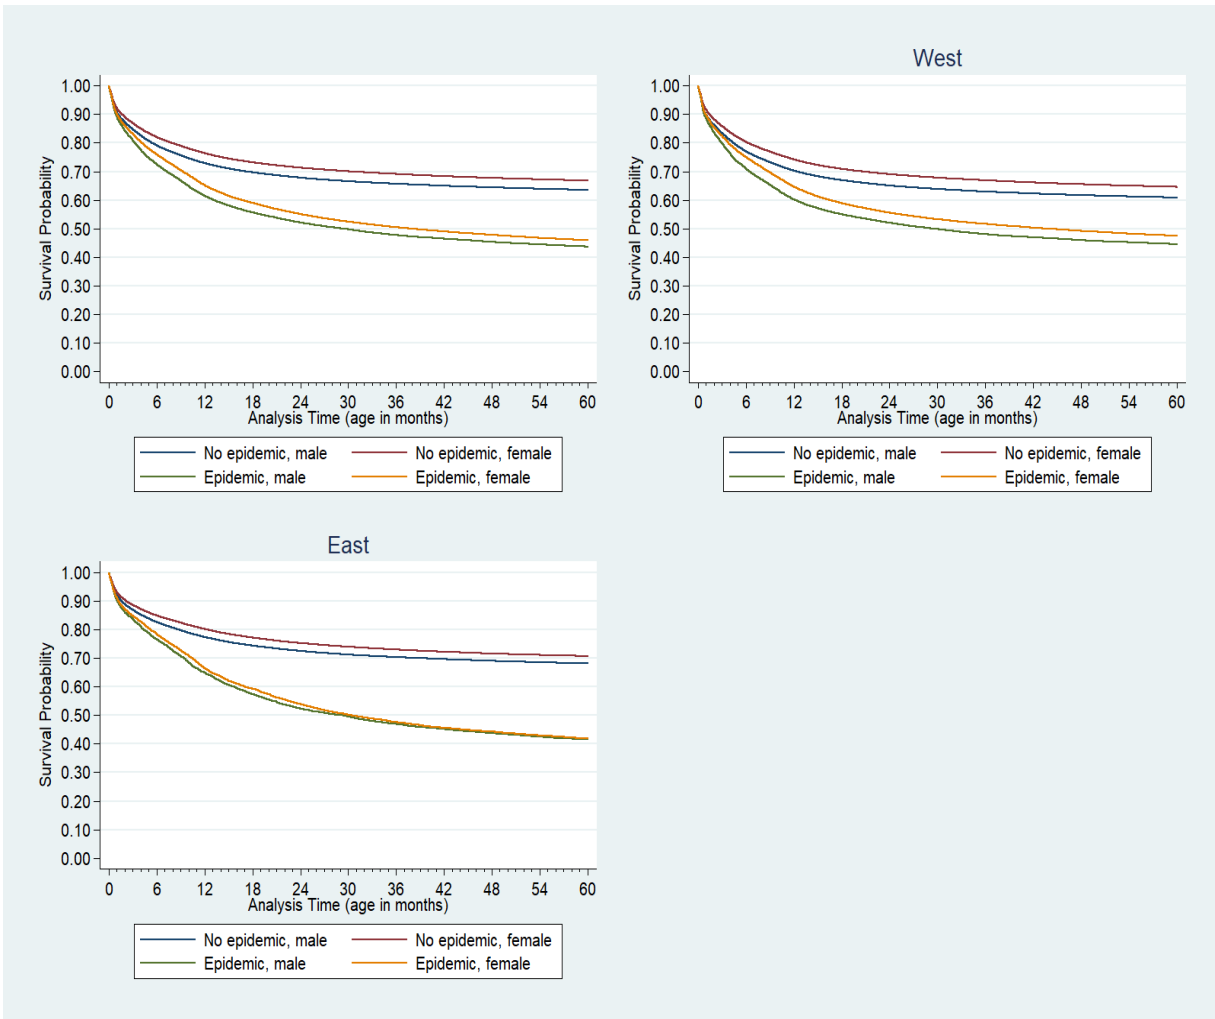 1.00
0.90
0.80
0.70
0.60
0.50
0.40
0.30
0.20
0.10
0.00
Survival Probability
0 6 12 18 24 30 36 42 48 54 60
Analysis Time (age in months)
No epidemic, male No epidemic, female
Epidemic, male Epidemic, female
West
1.00
0.90
0.80
0.70
0.60
0.50
0.40
0.30
0.20
0.10
0.00
Survival Probability
0 6 12 18 24 30 36 42 48 54 60
Analysis Time (age in months)
No epidemic, male No epidemic, female
Epidemic, male Epidemic, female
East
1.00
0.90
0.80
0.70
0.60
0.50
0.40
0.30
0.20
0.10
0.00
Survival Probability
0 6 12 18 24 30 36 42 48 54 60
Analysis Time (age in months)
No epidemic, male No epidemic, female
Epidemic, male Epidemic, female